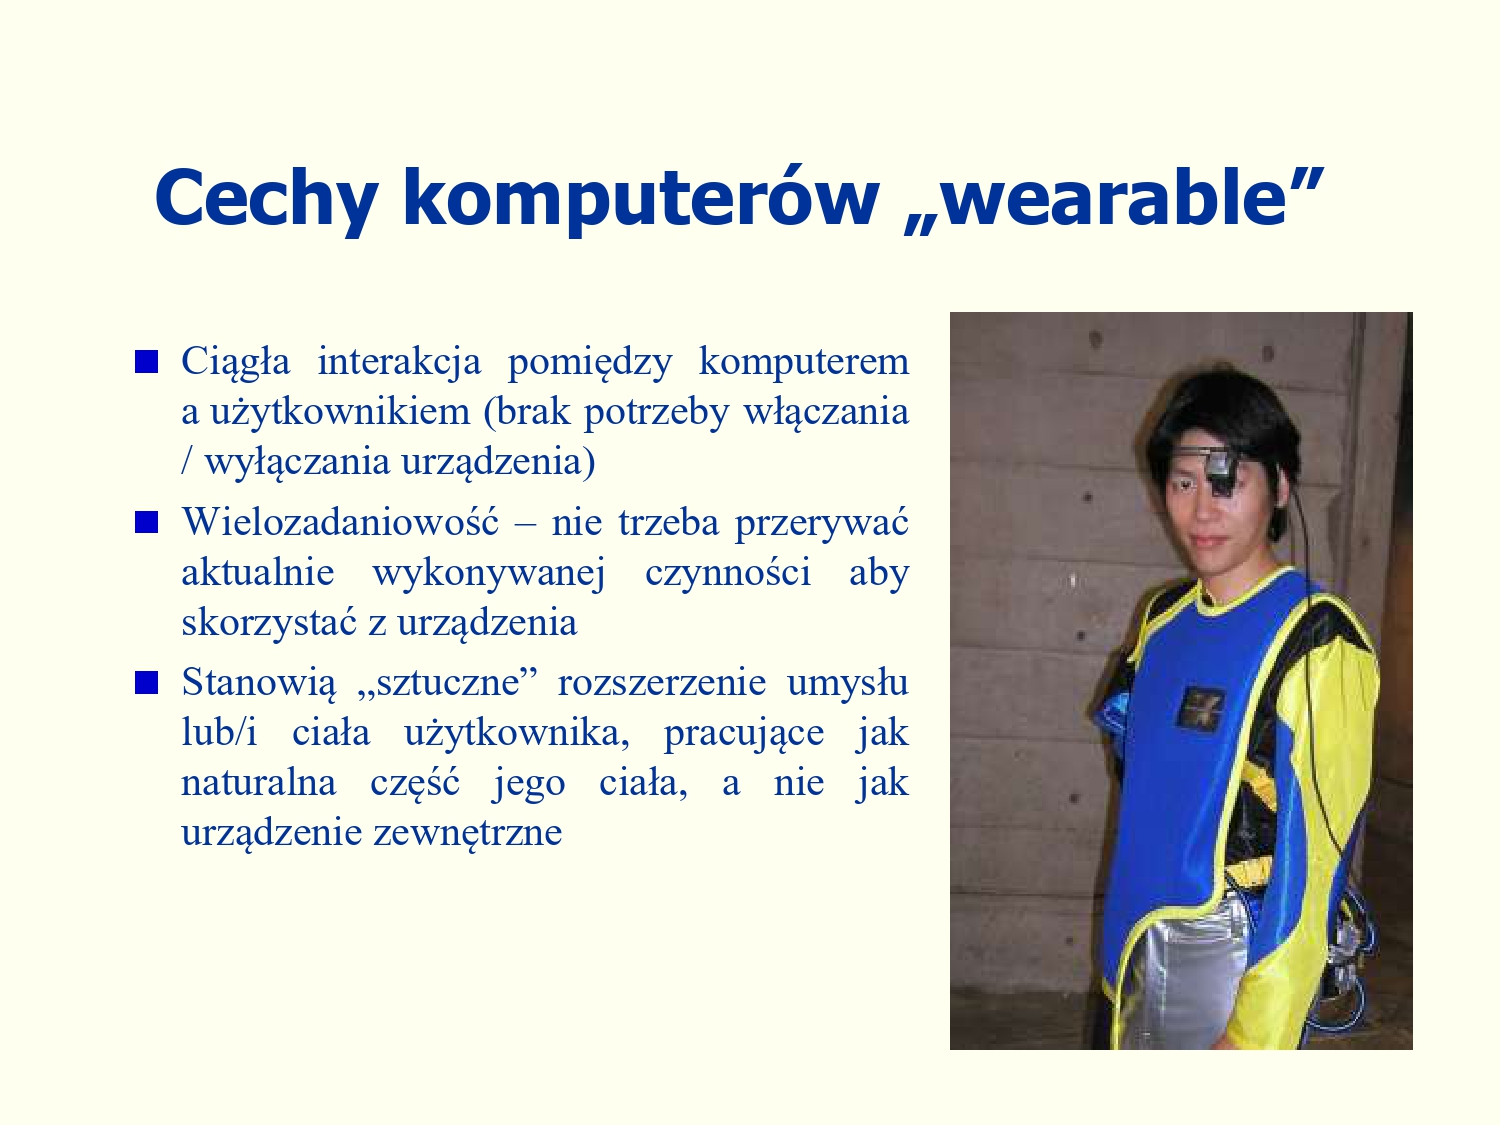 Cechy komputerów „wearable”
Ciągła interakcja pomiędzy komputerem
a użytkownikiem (brak potrzeby włączania
/ wyłączania urządzenia)
Wielozadaniowość – nie trzeba przerywać
aktualnie wykonywanej czynności aby
skorzystać z urządzenia
Stanowią „sztuczne” rozszerzenie umysłu
lub/i ciała użytkownika, pracujące jak
naturalna część jego ciała, a nie jak
urządzenie zewnętrzne